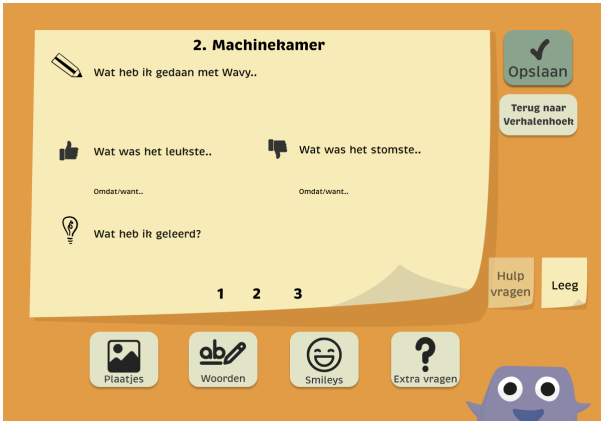 2. Machinekamer
Wat heb ik gedaan met Wavy..
Wat was het leukste..
Wat was het stomste..
Omdat/want..
Omdat/want..
Wat heb ik geleerd?
1 2 3
Opslaan
Terug naar
Verhalenhoek
Hulp
vragen
Leeg
Plaatjes
ab
Woorden
Smileys
?
Extra vragen